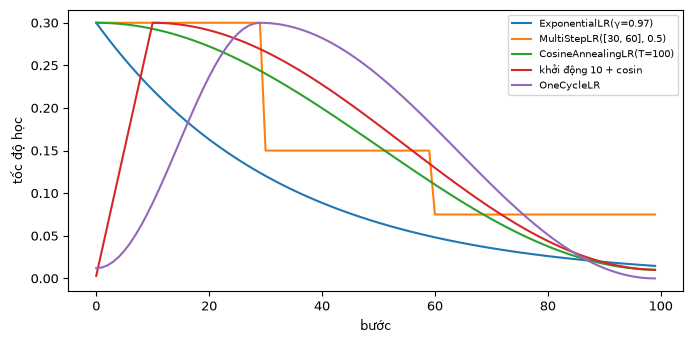 ExponentialLR(γ=0.97)
MultiStepLR([30, 60], 0.5)
CosineAnnealingLR(T=100)
khởi động 10 + cosin
OneCycleLR
tốc độ học
0.30
0.25
0.20
0.15
0.10
0.05
0.00
0 20 40 60 80 100
bước